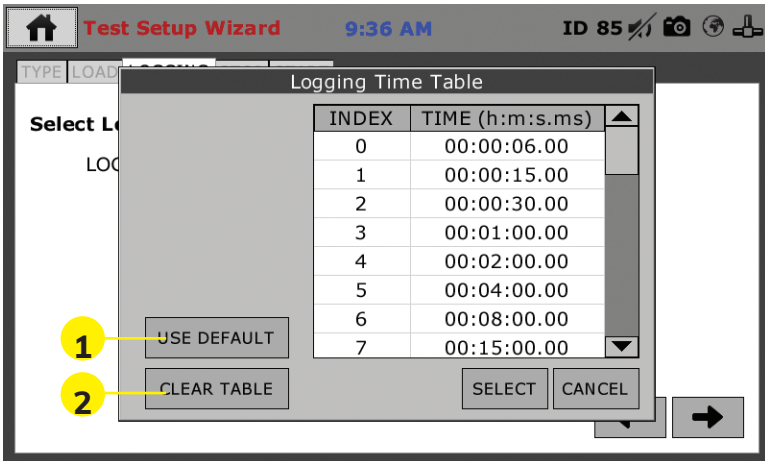 Test Setup Wizard 9:36 AM ID 85
TYPE LOAD
Logging Time Table
Select
INDEX TIME (h:m:s.ms)
0 00:00:06.00
1 00:00:15.00
2 00:00:30.00
3 00:01:00.00
4 00:02:00.00
5 00:04:00.00
6 00:08:00.00
7 00:15:00.00
1 USE DEFAULT
2 CLEAR TABLE SELECT CANCEL